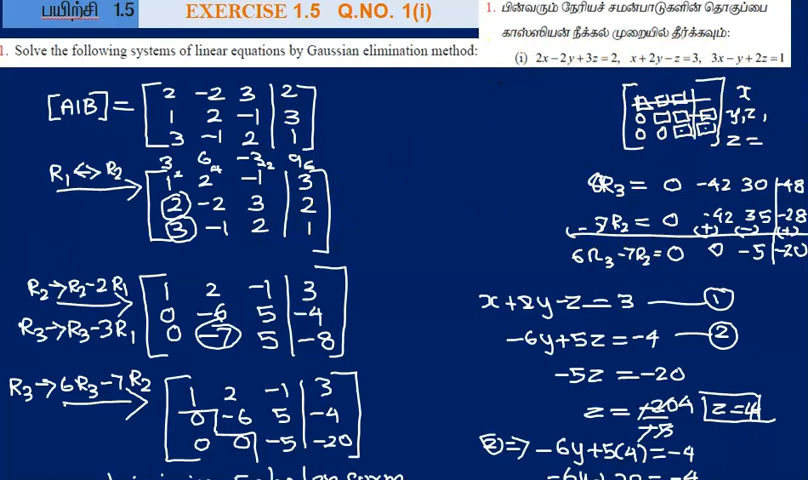 பயிற்சி 1.5
EXERCISE 1.5 Q.NO. 1(i)
1. Solve the following systems of linear equations by Gaussian elimination method:
1. பின்வரும் நேரியச் சமன்பாடுகளின் தொகுப்பை
காஸ்ஸியன் நீக்கல் முறையில் தீர்க்கவும்:
(i) 2x−2y+3z=2, x+2y−z=3, 3x−y+2z=1
[A|B] =
2 -2 3 | 2
1 2 -1 | 3
3 -1 2 | 1
R1 <-> R2
3 6 -3 9
1 2 -1 | 3
2 -2 3 | 2
3 -1 2 | 1
R2→R2-2R1
R3→R3-3R1
1 2 -1 | 3
0 -6 5 | -4
0 -7 5 | -8
R3→6R3-7R2
1 2 -1 | 3
0 -6 5 | -4
0 0 -5 | -20
x
y, z,
z =
6R3 = 0 -42 30 | -48
7R2 = 0 -42 35 | -28
(+) (-) (+)
6R3-7R2 = 0 0 -5 | -20
x+2y-z = 3 ①
-6y+5z = -4 ②
-5z = -20
z = z=4
②⇒ -6y+5(4) = -4
-6y+20 = -4